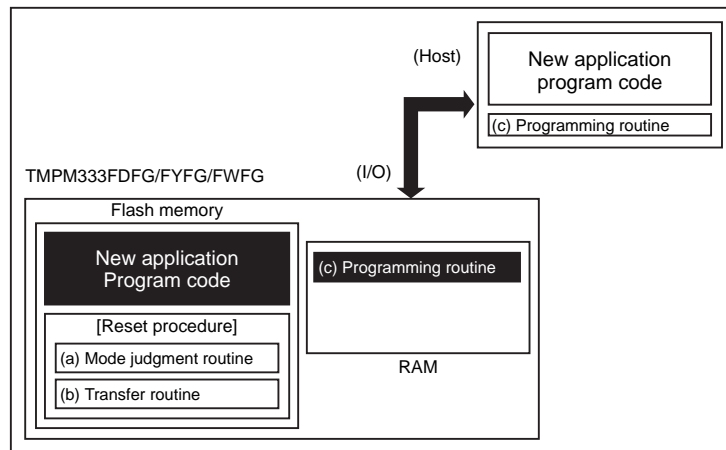 (Host)
New application
program code
(c) Programming routine
(I/O)
TMPM333FDFG/FYFG/FWFG
Flash memory
New application
Program code
[Reset procedure]
(a) Mode judgment routine
(b) Transfer routine
(c) Programming routine
RAM